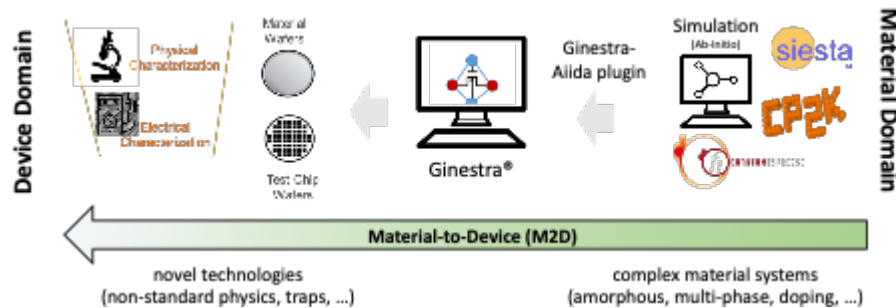 Device Domain
Physical
Characterization
Electrical
Characterization
Material
Wafers
Test Chip
Wafers
Ginestra®
Ginestra-
Aiida plugin
Simulation
(Ab-Initio)
siesta
CP2K
Material Domain
Material-to-Device (M2D)
novel technologies
(non-standard physics, traps, …)
complex material systems
(amorphous, multi-phase, doping, …)